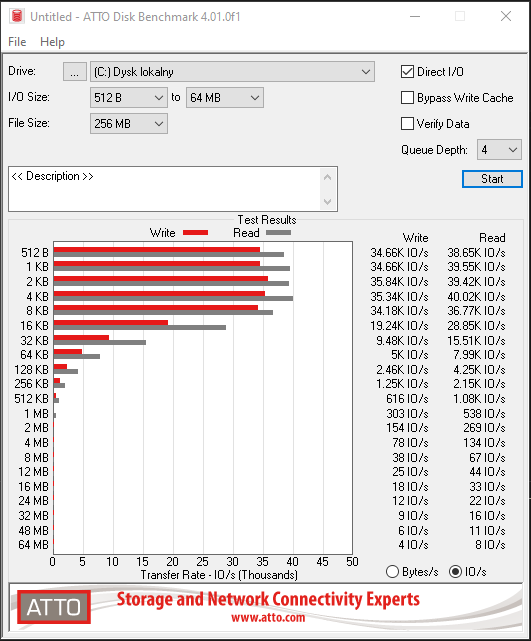 Untitled - ATTO Disk Benchmark 4.01.0f1
File Help
Drive: ... (C:) Dysk lokalny
I/O Size: 512 B to 64 MB
File Size: 256 MB
Direct I/O
Bypass Write Cache
Verify Data
Queue Depth: 4
Start
<< Description >>
Test Results
Write Read
Write Read
512 B 34.66K IO/s 38.65K IO/s
1 KB 34.66K IO/s 39.55K IO/s
2 KB 35.84K IO/s 39.42K IO/s
4 KB 35.34K IO/s 40.02K IO/s
8 KB 34.18K IO/s 36.77K IO/s
16 KB 19.24K IO/s 28.85K IO/s
32 KB 9.48K IO/s 15.51K IO/s
64 KB 5K IO/s 7.99K IO/s
128 KB 2.46K IO/s 4.25K IO/s
256 KB 1.25K IO/s 2.15K IO/s
512 KB 616 IO/s 1.08K IO/s
1 MB 303 IO/s 538 IO/s
2 MB 154 IO/s 269 IO/s
4 MB 78 IO/s 134 IO/s
8 MB 38 IO/s 67 IO/s
12 MB 25 IO/s 44 IO/s
16 MB 18 IO/s 33 IO/s
24 MB 12 IO/s 22 IO/s
32 MB 9 IO/s 16 IO/s
48 MB 6 IO/s 11 IO/s
64 MB 4 IO/s 8 IO/s
0 5 10 15 20 25 30 35 40 45 50
Transfer Rate - IO/s (Thousands)
Bytes/s IO/s
ATTO
Storage and Network Connectivity Experts
www.atto.com